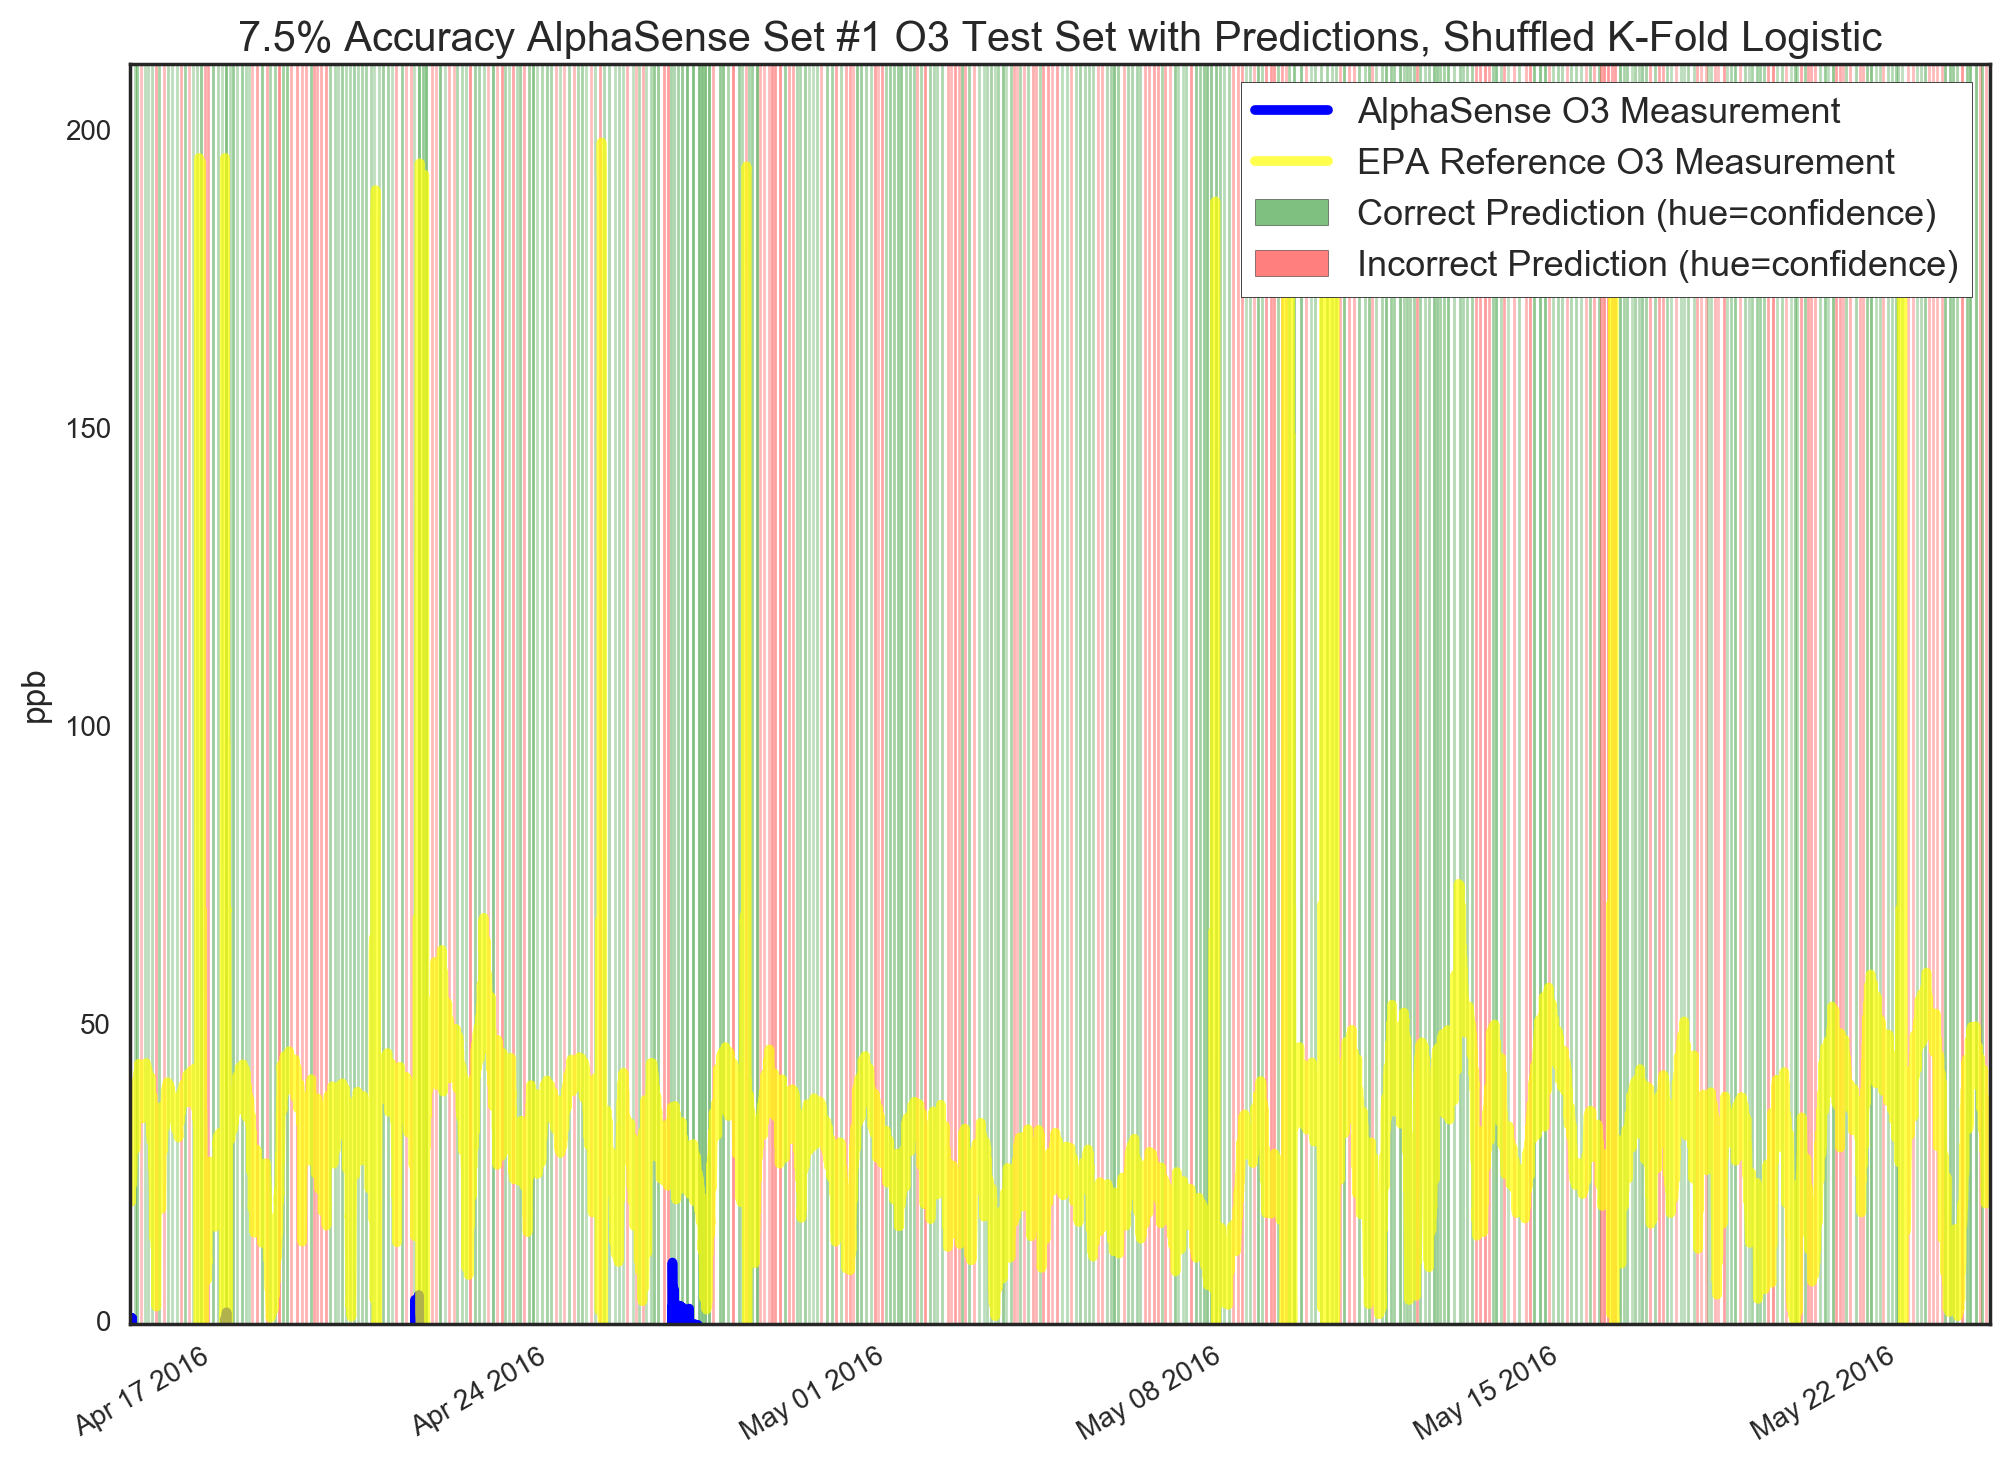 7.5% Accuracy AlphaSense Set #1 O3 Test Set with Predictions, Shuffled K-Fold Logistic
AlphaSense O3 Measurement
EPA Reference O3 Measurement
Correct Prediction (hue=confidence)
Incorrect Prediction (hue=confidence)
200
150
100
50
0
ppb
Apr 17 2016
Apr 24 2016
May 01 2016
May 08 2016
May 15 2016
May 22 2016